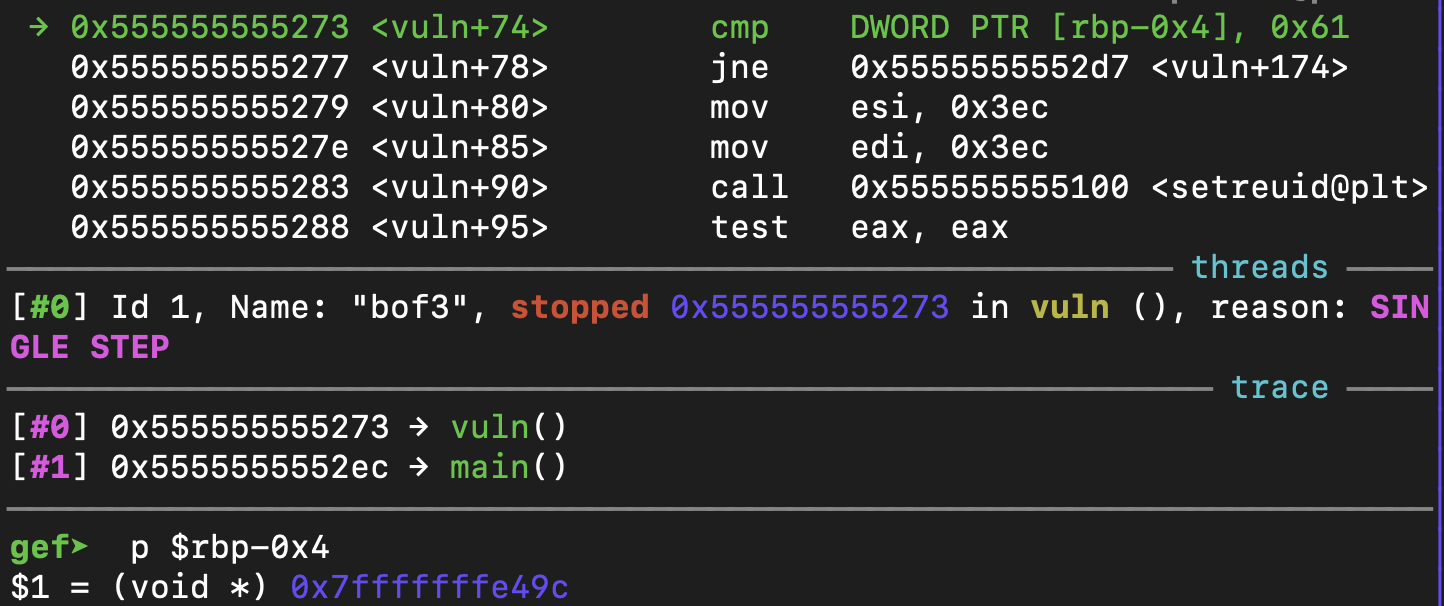 → 0x555555555273 <vuln+74> cmp DWORD PTR [rbp-0x4], 0x61
0x555555555277 <vuln+78> jne 0x5555555552d7 <vuln+174>
0x555555555279 <vuln+80> mov esi, 0x3ec
0x55555555527e <vuln+85> mov edi, 0x3ec
0x555555555283 <vuln+90> call 0x555555555100 <setreuid@plt>
0x555555555288 <vuln+95> test eax, eax
threads
[#0] Id 1, Name: "bof3", stopped 0x555555555273 in vuln (), reason: SIN
GLE STEP
trace
[#0] 0x555555555273 → vuln()
[#1] 0x5555555552ec → main()
gef➤ p $rbp-0x4
$1 = (void *) 0x7fffffffe49c